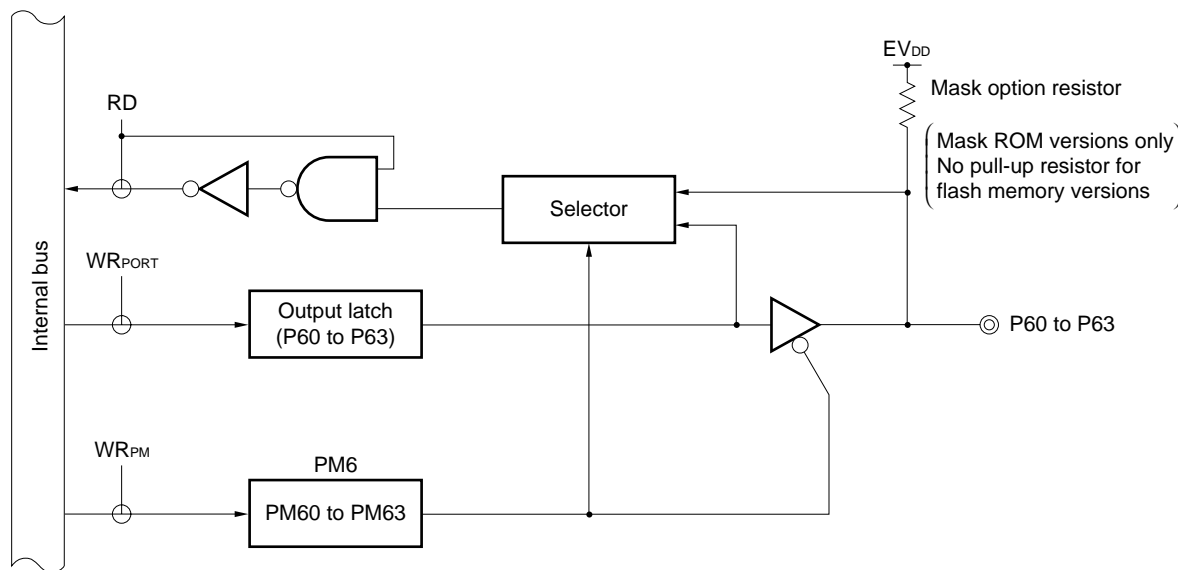 EVDD
Mask option resistor
Mask ROM versions only
No pull-up resistor for
flash memory versions
RD
Selector
WRPORT
Internal bus
Output latch
(P60 to P63)
P60 to P63
WRPM
PM6
PM60 to PM63